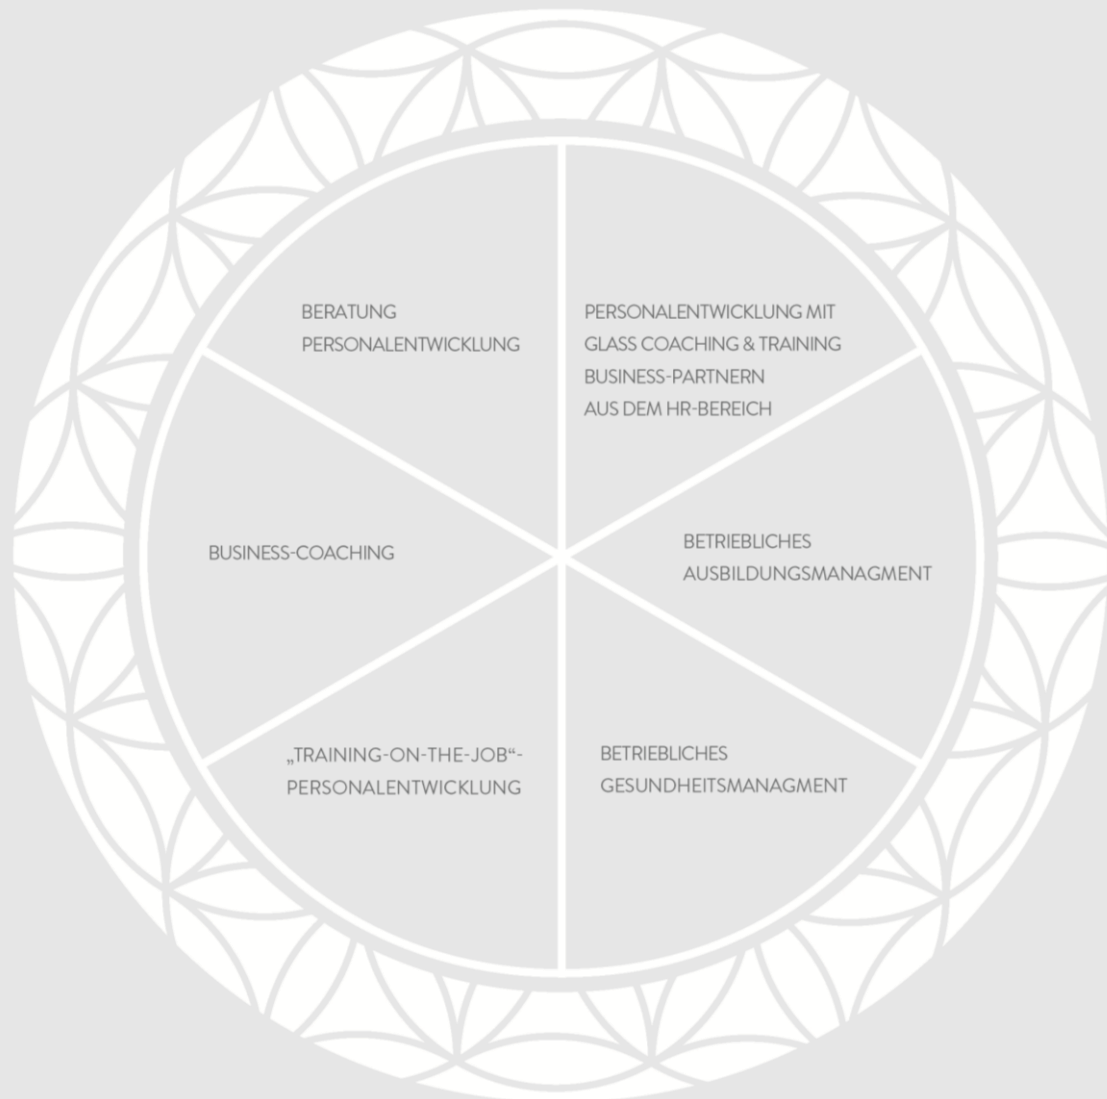 BERATUNG
PERSONALENTWICKLUNG
PERSONALENTWICKLUNG MIT
GLASS COACHING & TRAINING
BUSINESS-PARTNERN
AUS DEM HR-BEREICH
BUSINESS-COACHING
BETRIEBLICHES
AUSBILDUNGSMANAGMENT
„TRAINING-ON-THE-JOB“-
PERSONALENTWICKLUNG
BETRIEBLICHES
GESUNDHEITSMANAGMENT